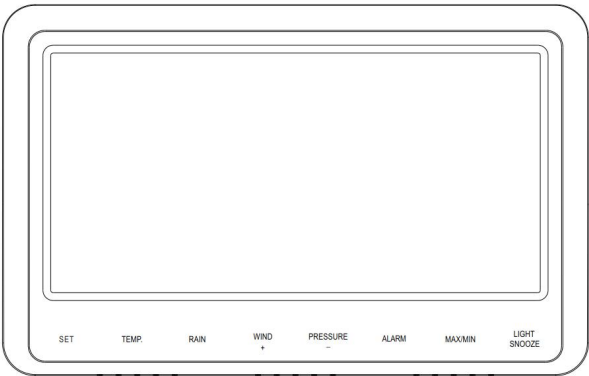 SET TEMP. RAIN WIND PRESSURE ALARM MAX/MIN LIGHT
+ – SNOOZE